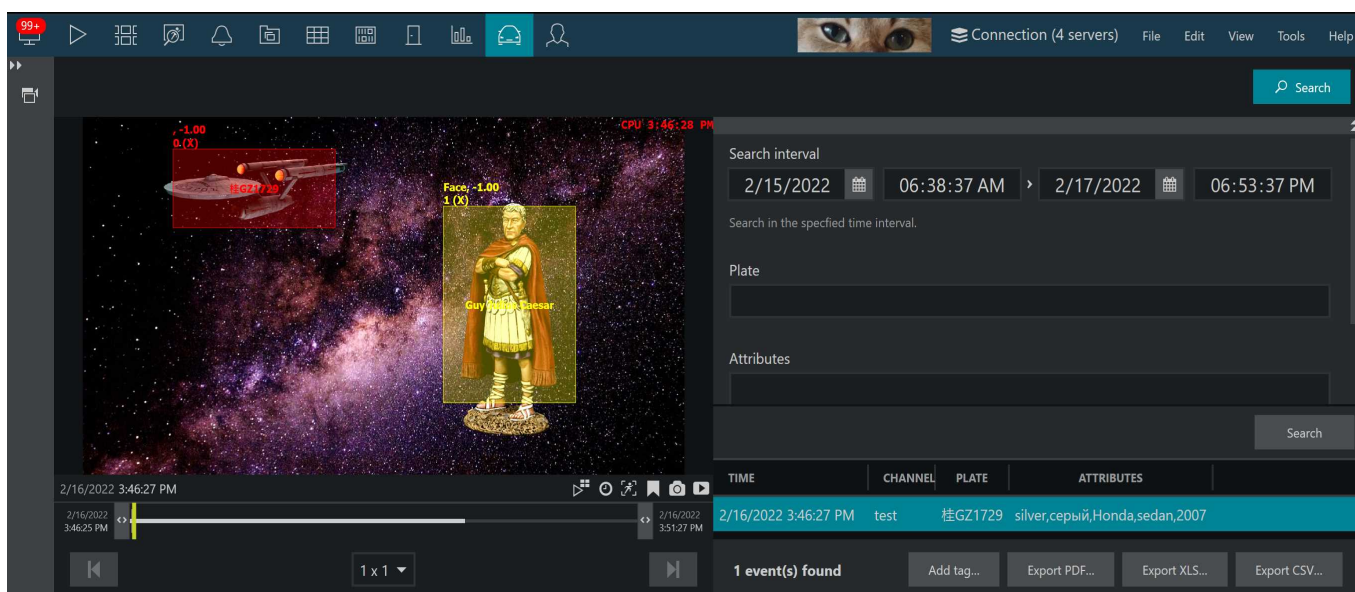 99+
Connection (4 servers) File Edit View Tools Help
Search
CPU 3:46:28 PM
, -1.00
0 (X)
桂GZ1729
Face, -1.00
1 (X)
Guy Caesar
Search interval
2/15/2022 06:38:37 AM › 2/17/2022 06:53:37 PM
Search in the specfied time interval.
Plate
Attributes
Search
2/16/2022 3:46:27 PM
2/16/2022
3:46:25 PM
2/16/2022
3:51:27 PM
1 x 1
TIME CHANNEL PLATE ATTRIBUTES
2/16/2022 3:46:27 PM test 桂GZ1729 silver,серый,Honda,sedan,2007
1 event(s) found Add tag... Export PDF... Export XLS... Export CSV...